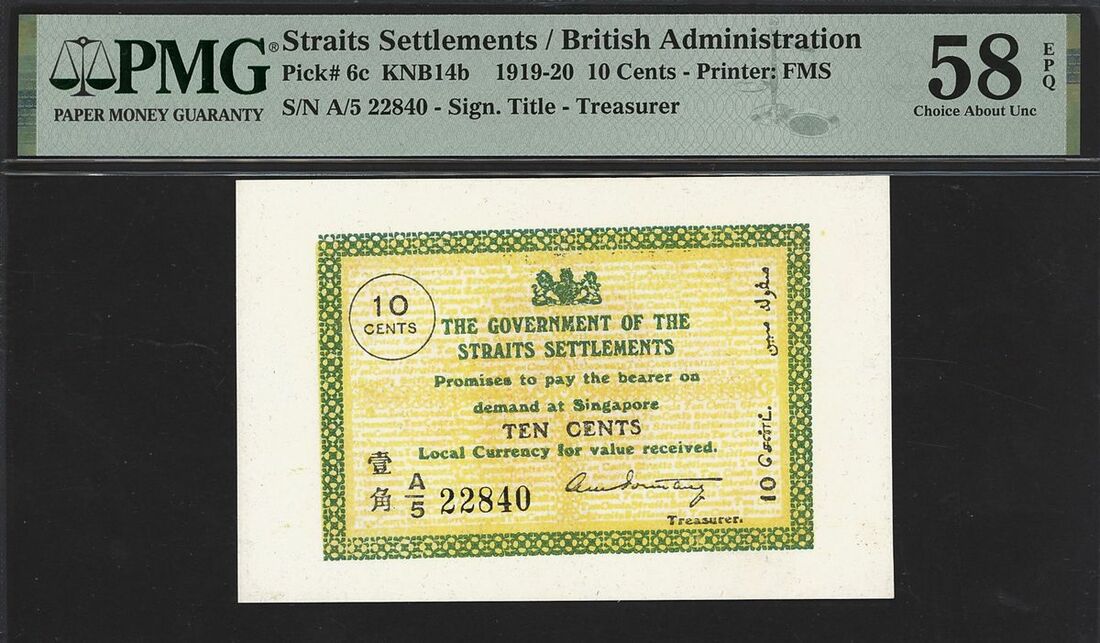 PMG®
PAPER MONEY GUARANTY
Straits Settlements / British Administration
Pick# 6c KNB14b 1919-20 10 Cents - Printer: FMS
S/N A/5 22840 - Sign. Title - Treasurer
58
EPQ
Choice About Unc
10
CENTS
THE GOVERNMENT OF THE
STRAITS SETTLEMENTS
Promises to pay the bearer on
demand at Singapore
TEN CENTS
Local Currency for value received.
壹角
A/5 22840
Treasurer.
10 சென்ட்.